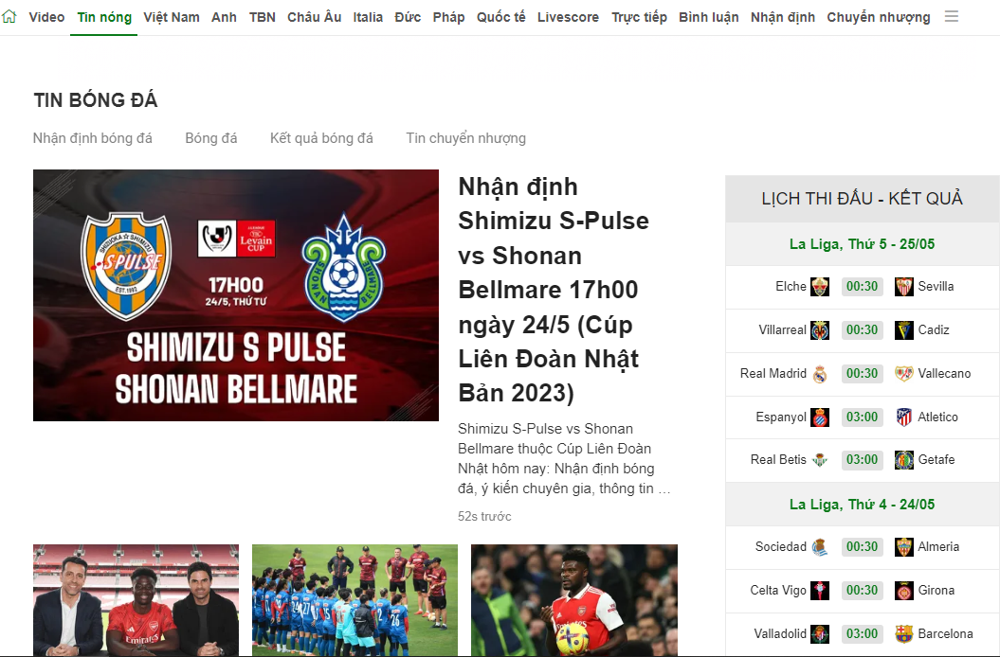 Video Tin nóng Việt Nam Anh TBN Châu Âu Italia Đức Pháp Quốc tế Livescore Trực tiếp Bình luận Nhận định Chuyển nhượng
TIN BÓNG ĐÁ
Nhận định bóng đá Bóng đá Kết quả bóng đá Tin chuyển nhượng
SHIZUOKA SHIMIZU
S-PULSE
EST.1992
Levain
CUP
SHONAN BELLMARE
17H00
24/5, THỨ TƯ
SHIMIZU S PULSE
SHONAN BELLMARE
Nhận định
Shimizu S-Pulse
vs Shonan
Bellmare 17h00
ngày 24/5 (Cúp
Liên Đoàn Nhật
Bản 2023)
Shimizu S-Pulse vs Shonan
Bellmare thuộc Cúp Liên Đoàn
Nhật hôm nay: Nhận định bóng
đá, ý kiến chuyên gia, thông tin …
52s trước
LỊCH THI ĐẤU - KẾT QUẢ
La Liga, Thứ 5 - 25/05
Elche 00:30 Sevilla
Villarreal 00:30 Cadiz
Real Madrid 00:30 Vallecano
Espanyol 03:00 Atletico
Real Betis 03:00 Getafe
La Liga, Thứ 4 - 24/05
Sociedad 00:30 Almeria
Celta Vigo 00:30 Girona
Valladolid 03:00 Barcelona